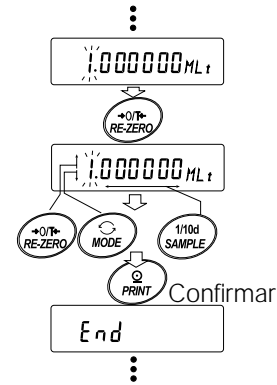 1.000000 MLt
→0/T←
RE-ZERO
1.000000 MLt
→0/T←
RE-ZERO
MODE
1/10d
SAMPLE
PRINT
Confirmar
End